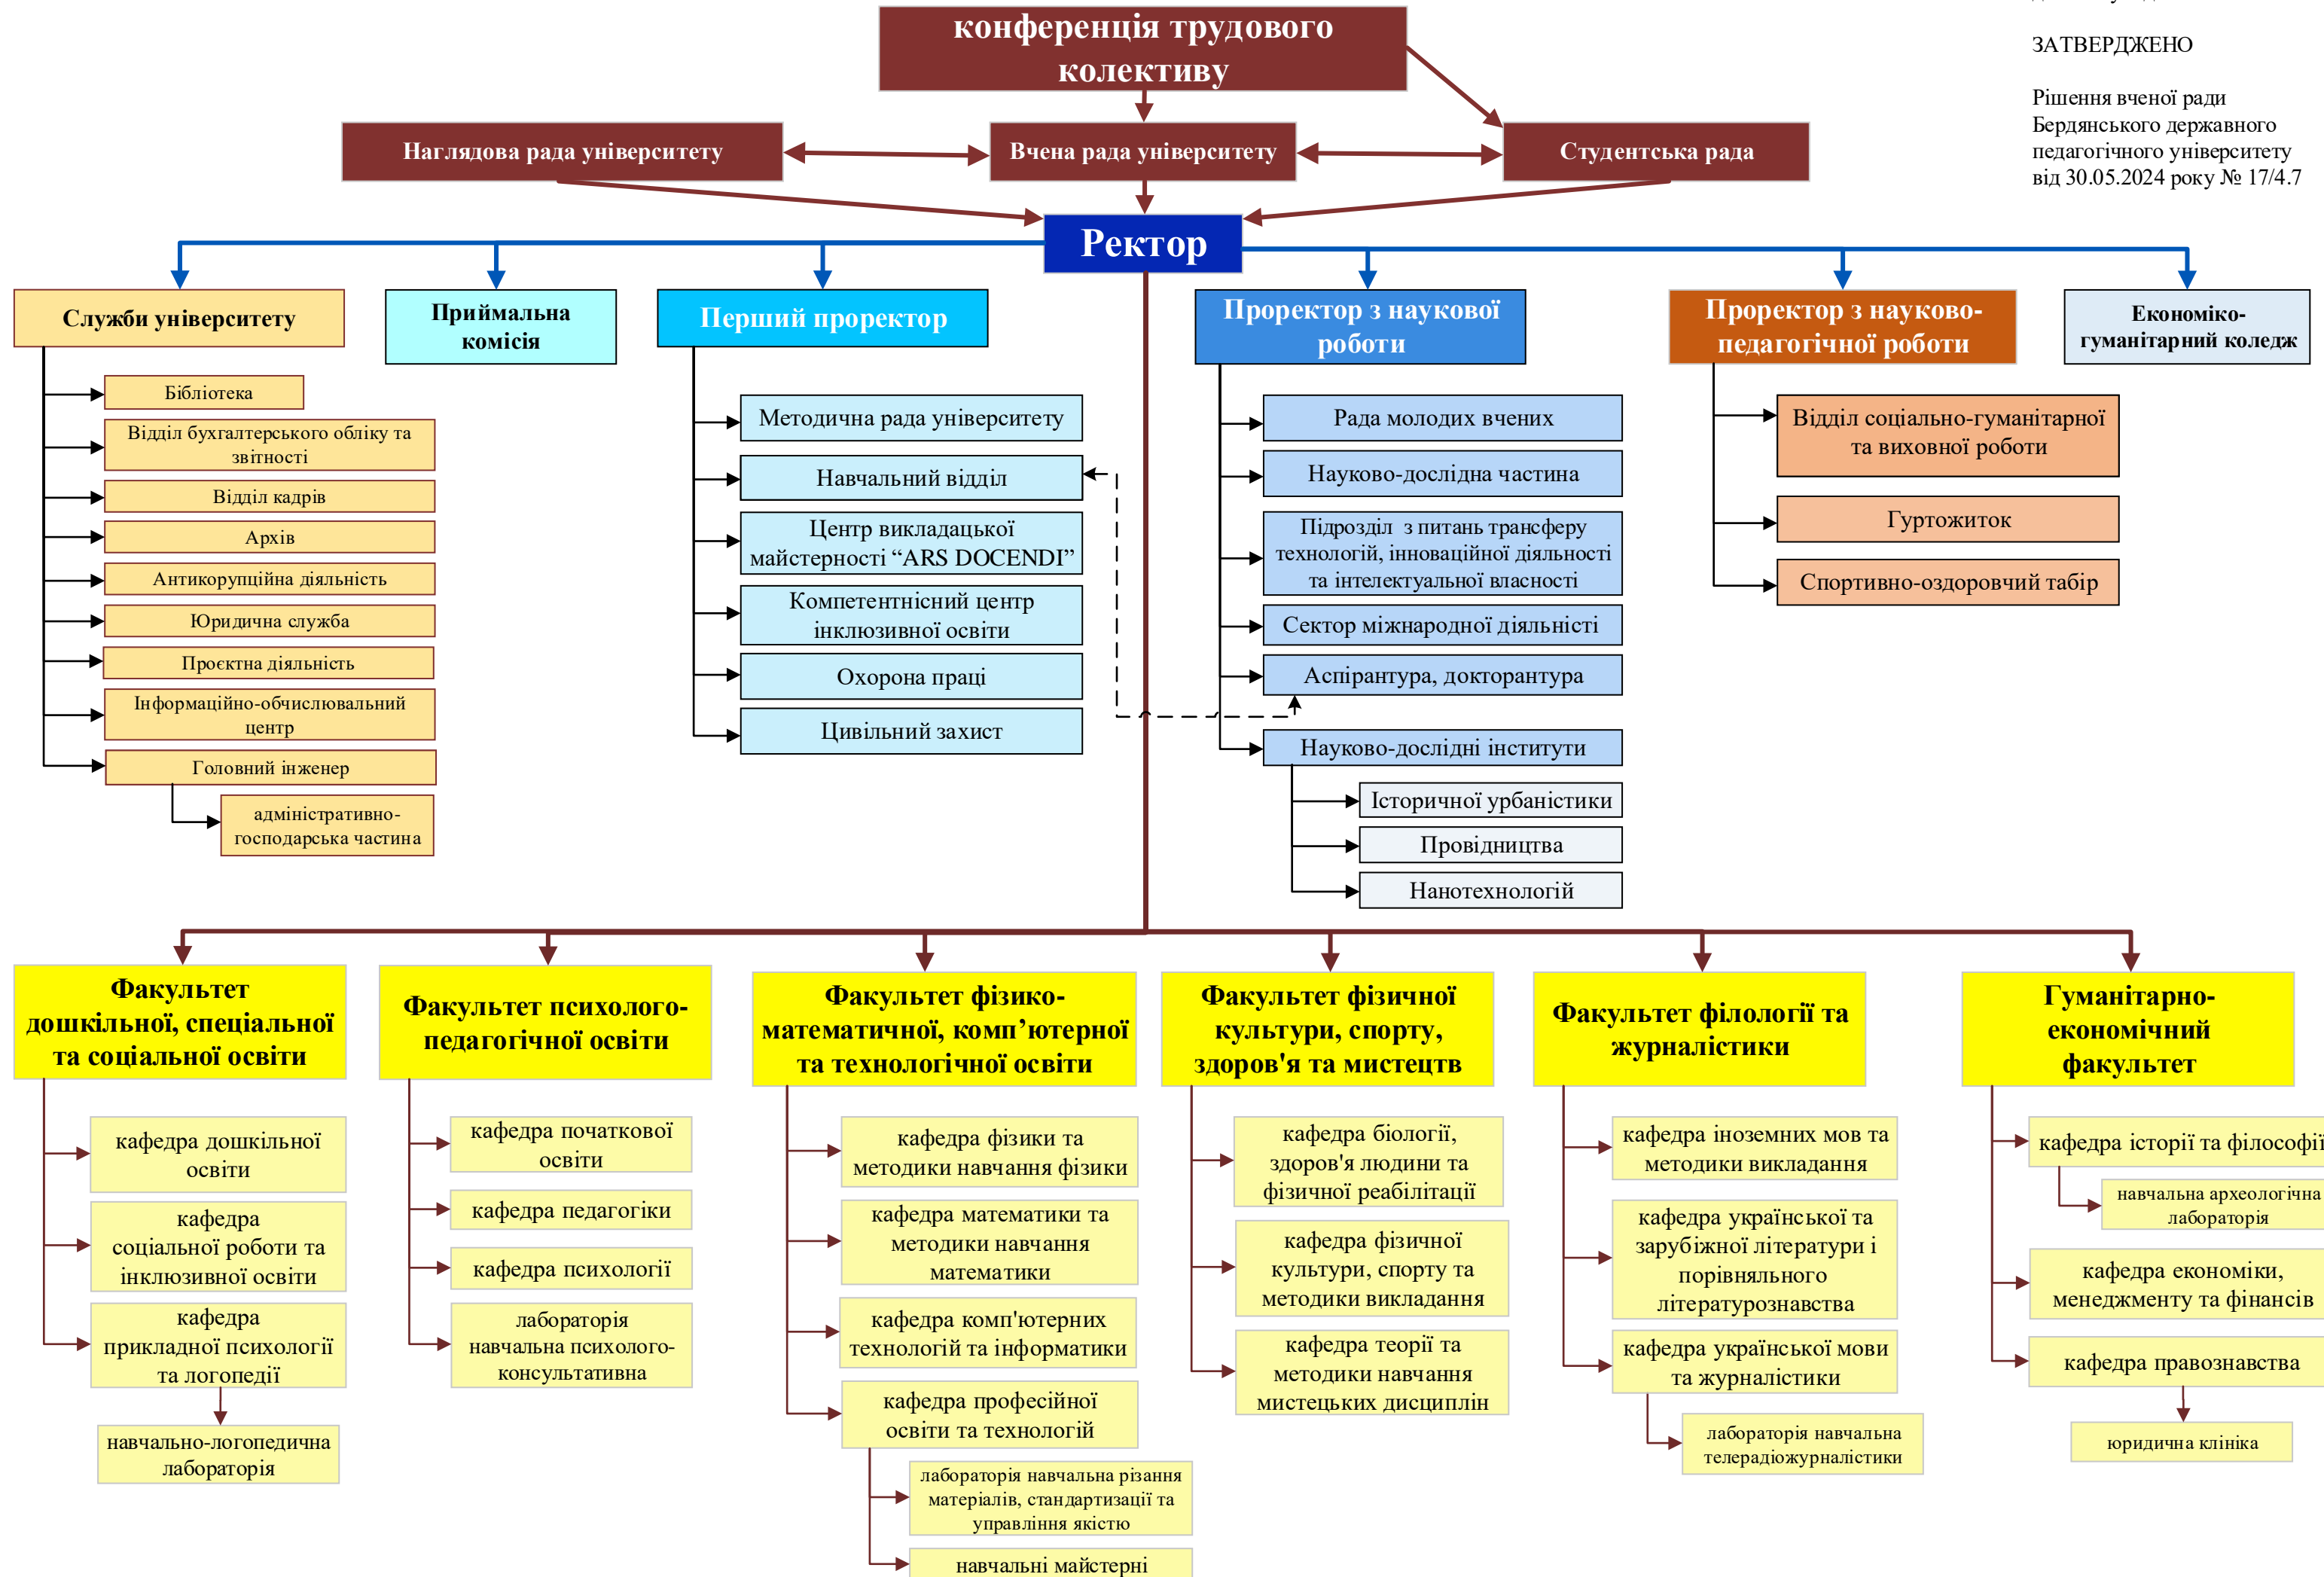 конференція трудового
колективу
ЗАТВЕРДЖЕНО
Рішення вченої ради
Бердянського державного
педагогічного університету
від 30.05.2024 року № 17/4.7
Наглядова рада університету
Вчена рада університету
Студентська рада
Ректор
Служби університету
Приймальна
комісія
Перший проректор
Проректор з наукової
роботи
Проректор з науково-
педагогічної роботи
Економіко-
гуманітарний коледж
Бібліотека
Відділ бухгалтерського обліку та
звітності
Відділ кадрів
Архів
Антикорупційна діяльність
Юридична служба
Проєктна діяльність
Інформаційно-обчислювальний
центр
Головний інженер
адміністративно-
господарська частина
Методична рада університету
Навчальний відділ
Центр викладацької
майстерності “ARS DOCENDI”
Компетентнісний центр
інклюзивної освіти
Охорона праці
Цивільний захист
Рада молодих вчених
Науково-дослідна частина
Підрозділ з питань трансферу
технологій, інноваційної діяльності
та інтелектуальної власності
Сектор міжнародної діяльністі
Аспірантура, докторантура
Науково-дослідні інститути
Історичної урбаністики
Провідництва
Нанотехнологій
Відділ соціально-гуманітарної
та виховної роботи
Гуртожиток
Спортивно-оздоровчий табір
Факультет
дошкільної, спеціальної
та соціальної освіти
кафедра дошкільної
освіти
кафедра
соціальної роботи та
інклюзивної освіти
кафедра
прикладної психології
та логопедії
навчально-логопедична
лабораторія
Факультет психолого-
педагогічної освіти
кафедра початкової
освіти
кафедра педагогіки
кафедра психології
лабораторія
навчальна психолого-
консультативна
Факультет фізико-
математичної, комп’ютерної
та технологічної освіти
кафедра фізики та
методики навчання фізики
кафедра математики та
методики навчання
математики
кафедра комп'ютерних
технологій та інформатики
кафедра професійної
освіти та технологій
лабораторія навчальна різання
матеріалів, стандартизації та
управління якістю
навчальні майстерні
Факультет фізичної
культури, спорту,
здоров'я та мистецтв
кафедра біології,
здоров'я людини та
фізичної реабілітації
кафедра фізичної
культури, спорту та
методики викладання
кафедра теорії та
методики навчання
мистецьких дисциплін
Факультет філології та
журналістики
кафедра іноземних мов та
методики викладання
кафедра української та
зарубіжної літератури і
порівняльного
літературознавства
кафедра української мови
та журналістики
лабораторія навчальна
телерадіожурналістики
Гуманітарно-
економічний
факультет
кафедра історії та філософії
навчальна археологічна
лабораторія
кафедра економіки,
менеджменту та фінансів
кафедра правознавства
юридична клініка